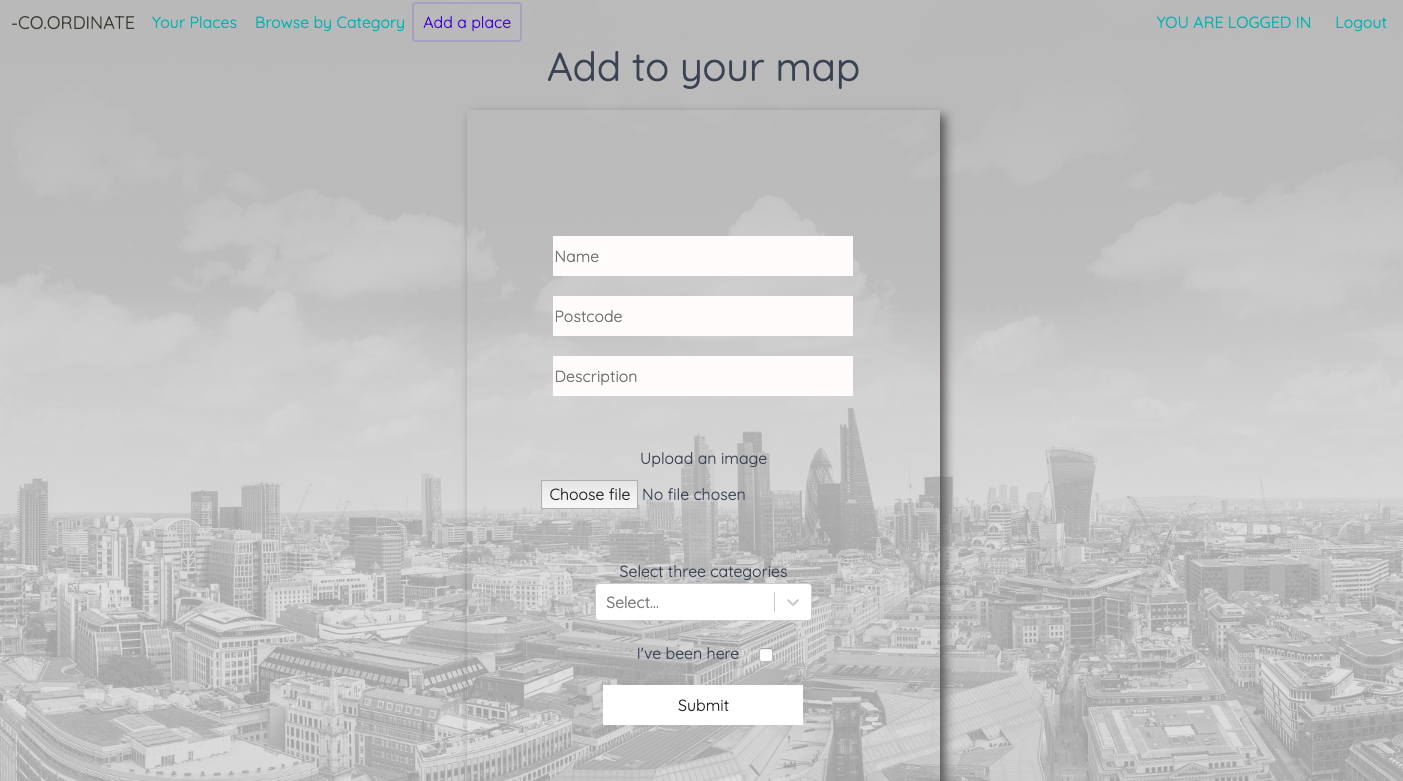 -CO.ORDINATE Your Places Browse by Category Add a place YOU ARE LOGGED IN Logout
Add to your map
Name
Postcode
Description
Upload an image
Choose file No file chosen
Select three categories
Select...
I've been here
Submit